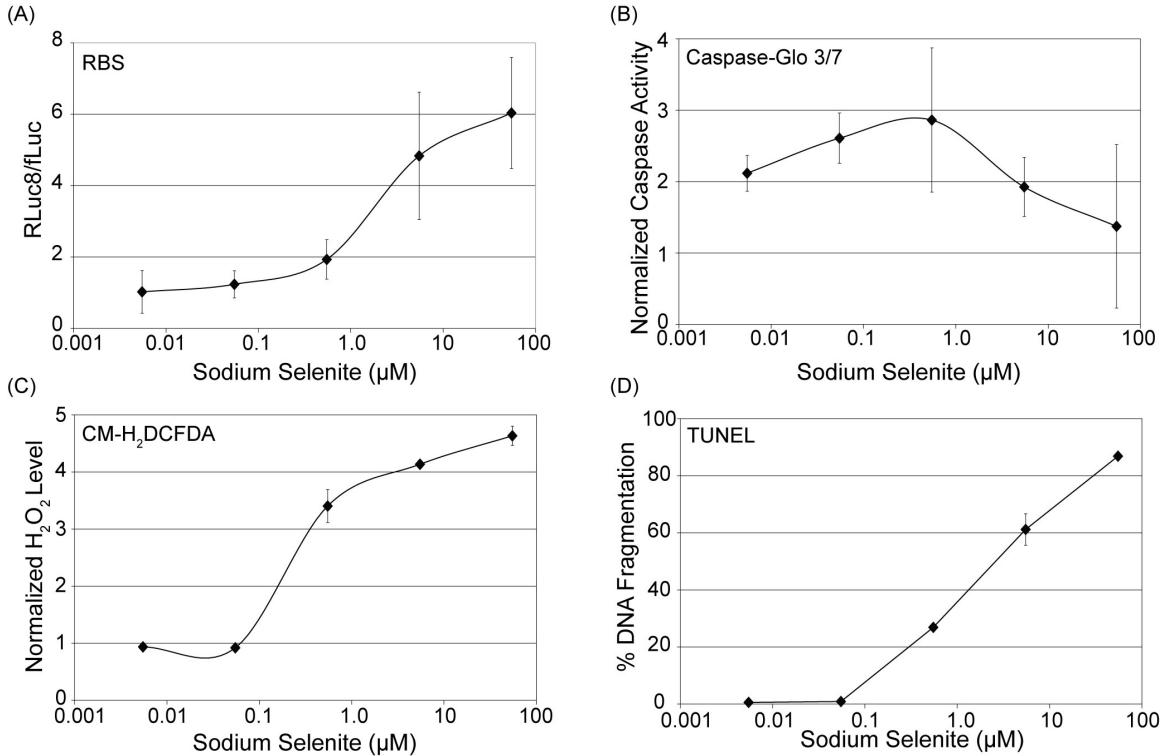 (A)
RBS
RLuc8/fLuc
8
6
4
2
0
0.001 0.01 0.1 1.0 10 100
Sodium Selenite (µM)
(B)
Caspase-Glo 3/7
Normalized Caspase Activity
4
3
2
1
0
0.001 0.01 0.1 1.0 10 100
Sodium Selenite (µM)
(C)
CM-H₂DCFDA
Normalized H₂O₂ Level
5
4
3
2
1
0
0.001 0.01 0.1 1.0 10 100
Sodium Selenite (µM)
(D)
TUNEL
% DNA Fragmentation
100
80
60
40
20
0
0.001 0.01 0.1 1.0 10 100
Sodium Selenite (µM)